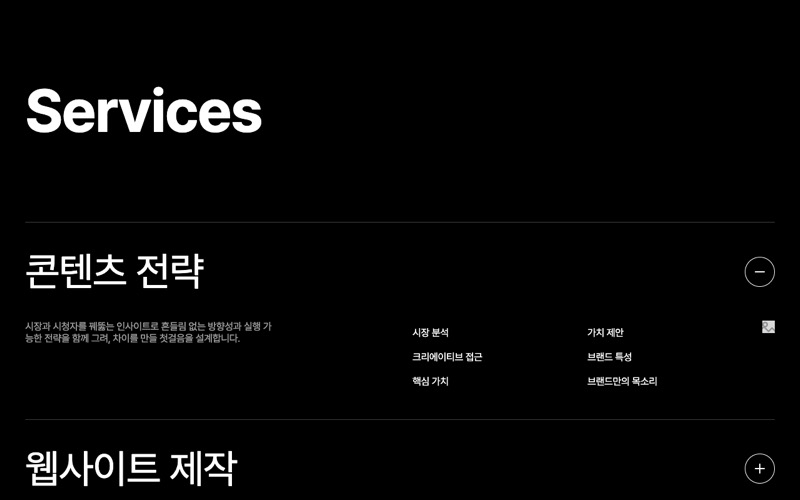 Services
콘텐츠 전략
시장과 시청자를 꿰뚫는 인사이트로 흔들림 없는 방향성과 실행 가
능한 전략을 함께 그려, 차이를 만들 첫걸음을 설계합니다.
시장 분석
가치 제안
크리에이티브 접근
브랜드 특성
핵심 가치
브랜드만의 목소리
웹사이트 제작